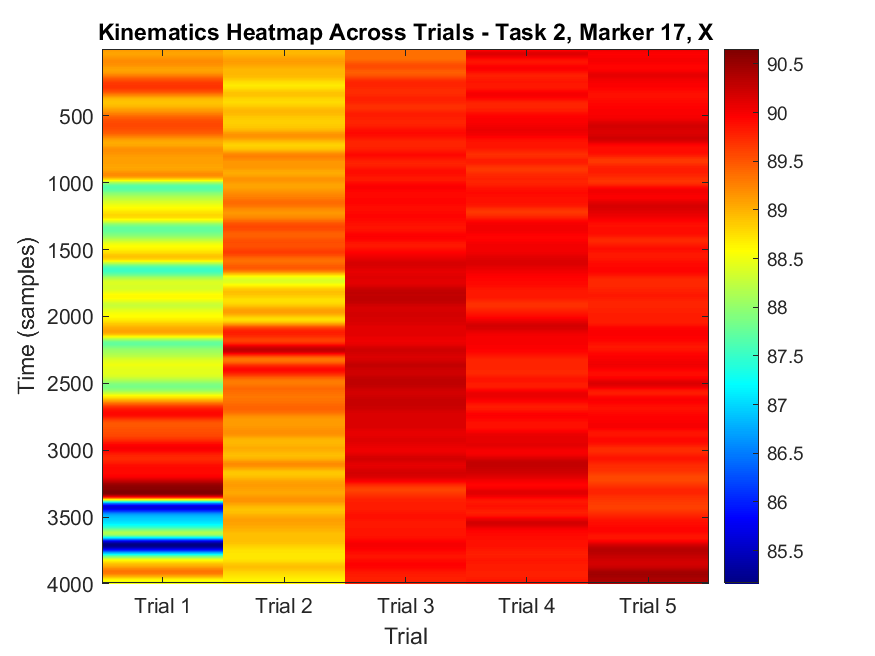 Kinematics Heatmap Across Trials - Task 2, Marker 17, X
Time (samples)
500
1000
1500
2000
2500
3000
3500
4000
Trial 1
Trial 2
Trial 3
Trial 4
Trial 5
Trial
90.5
90
89.5
89
88.5
88
87.5
87
86.5
86
85.5